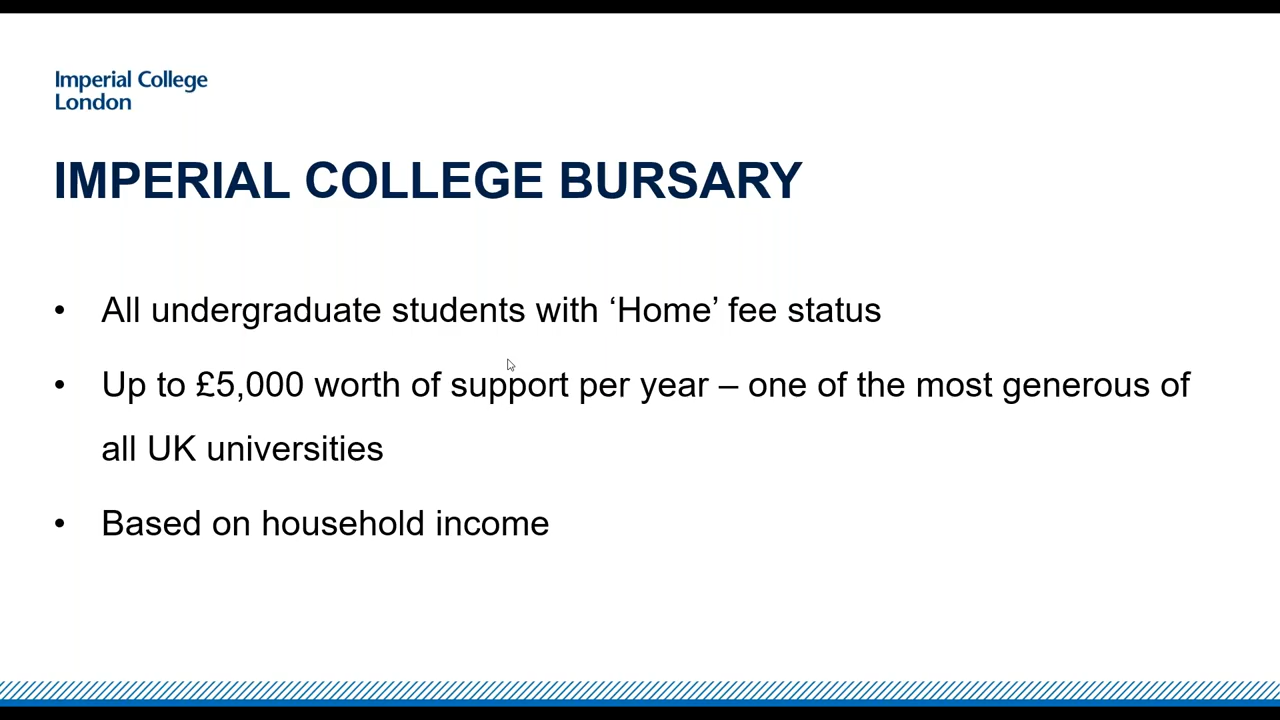 Imperial College
London
IMPERIAL COLLEGE BURSARY
• All undergraduate students with ‘Home’ fee status
• Up to £5,000 worth of support per year – one of the most generous of
all UK universities
• Based on household income